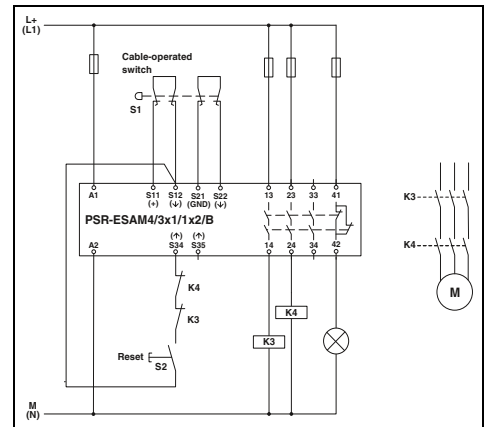 L+
(L1)
Cable-operated
switch
S1
S11 S12 S21 S22
(+) (↓) (GND) (↓)
A1 13 23 33 41
PSR-ESAM4/3x1/1x2/B
(↑) (↑)
A2 S34 S35 14 24 34 42
K4
K3
Reset
S2
K4
K3
K3
K4
M
M
(N)